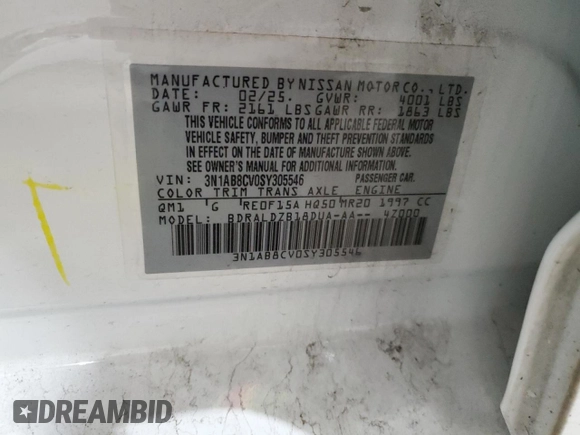 MANUFACTURED BY NISSAN MOTOR CO., LTD.
DATE: 02/25. GVWR: 4001 LBS
GAWR FR: 2161 LBS GAWR RR: 1863 LBS
THIS VEHICLE CONFORMS TO ALL APPLICABLE FEDERAL MOTOR
VEHICLE SAFETY, BUMPER, AND THEFT PREVENTION STANDARDS
IN EFFECT ON THE DATE OF MANUFACTURE SHOWN ABOVE.
SEE OWNER'S MANUAL FOR ADDITIONAL INFORMATION.
VIN: 3N1AB8CV0SY305546 PASSENGER CAR.
COLOR TRIM TRANS AXLE ENGINE
QM1 G RE0F15A HQ50 MR20 1997 CC
MODEL: BDRALDZB18DUA-AA-- 4Z000
3N1AB8CV0SY305546
DREAMBID